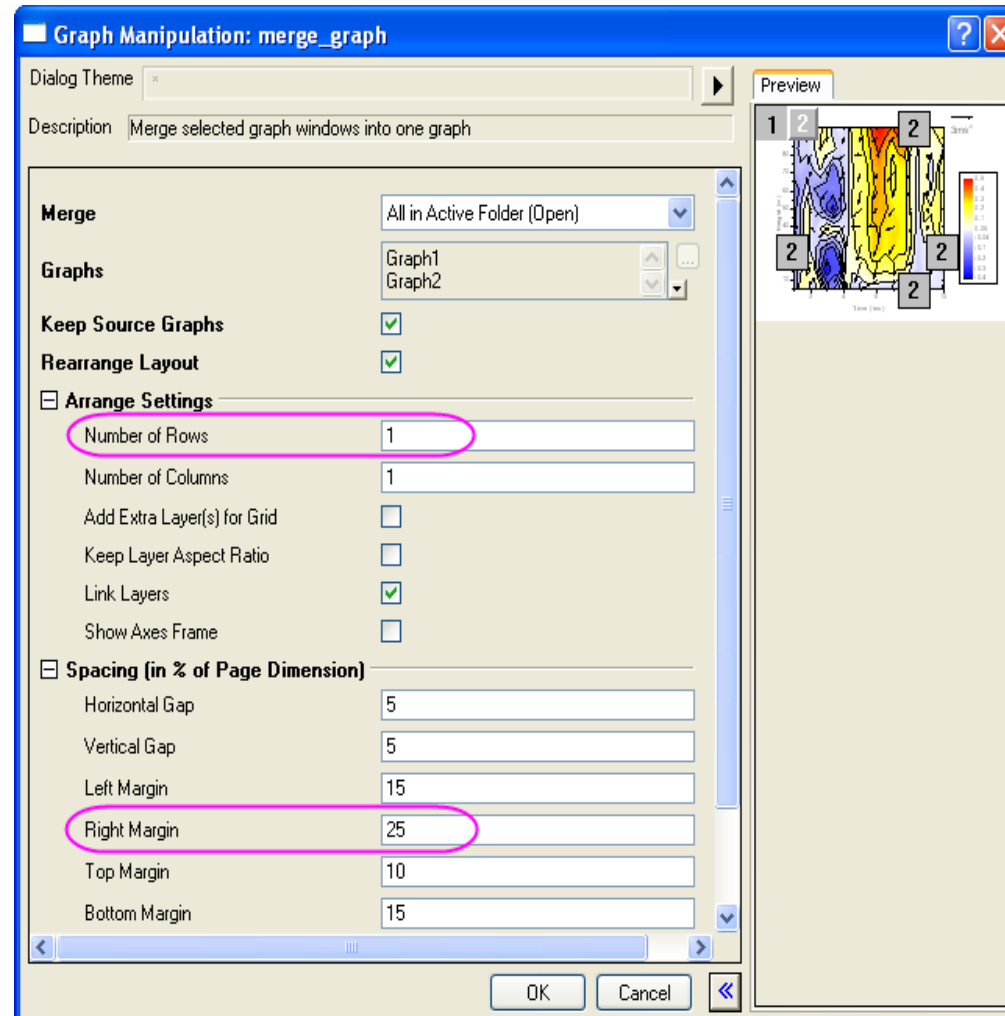 Graph Manipulation: merge_graph
Dialog Theme *
Description Merge selected graph windows into one graph
Merge All in Active Folder (Open)
Graphs Graph1
Graph2
Keep Source Graphs
Rearrange Layout
Arrange Settings
Number of Rows 1
Number of Columns 1
Add Extra Layer(s) for Grid
Keep Layer Aspect Ratio
Link Layers
Show Axes Frame
Spacing (in % of Page Dimension)
Horizontal Gap 5
Vertical Gap 5
Left Margin 15
Right Margin 25
Top Margin 10
Bottom Margin 15
OK Cancel
Preview
1 2
2
2
2
2
Time (hrs)